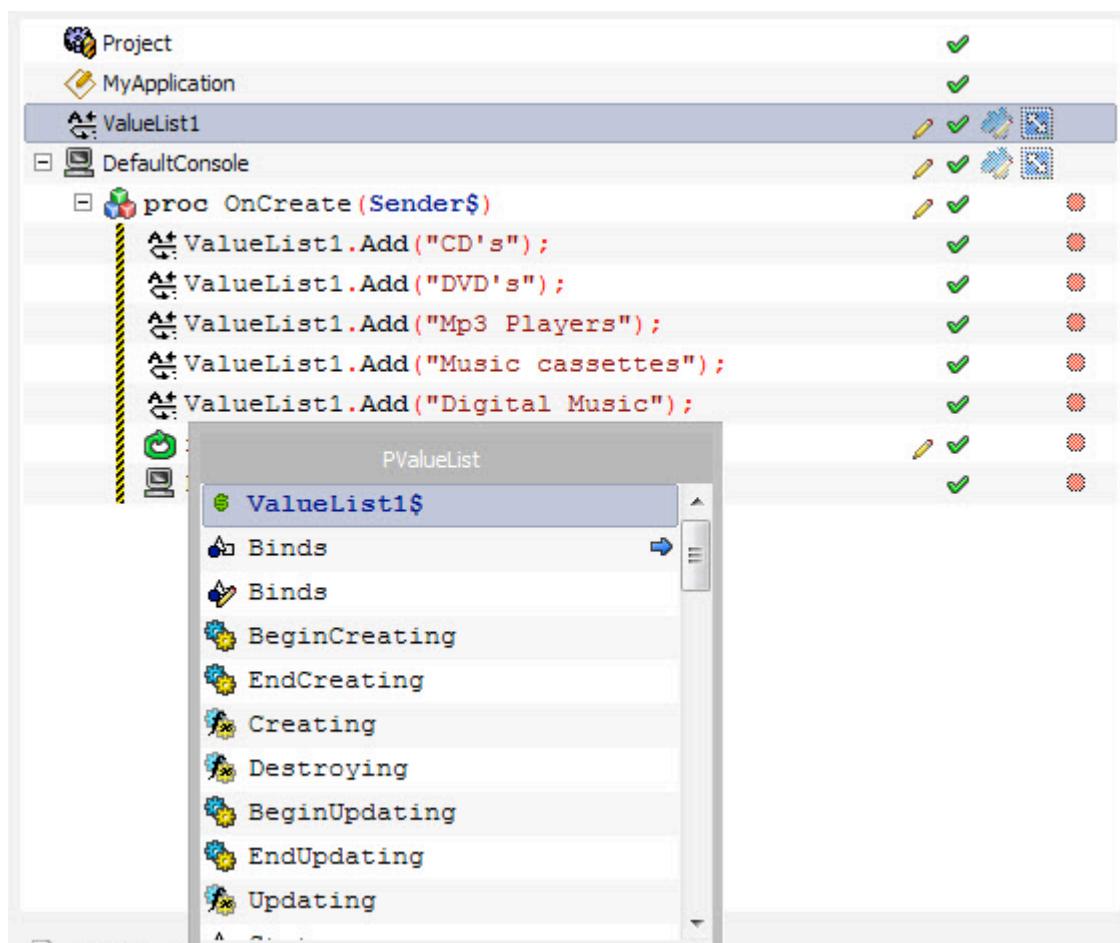 Project
MyApplication
ValueList1
DefaultConsole
proc OnCreate(Sender$)
ValueList1.Add("CD's");
ValueList1.Add("DVD's");
ValueList1.Add("Mp3 Players");
ValueList1.Add("Music cassettes");
ValueList1.Add("Digital Music");
PValueList
ValueList1$
Binds
Binds
BeginCreating
EndCreating
Creating
Destroying
BeginUpdating
EndUpdating
Updating